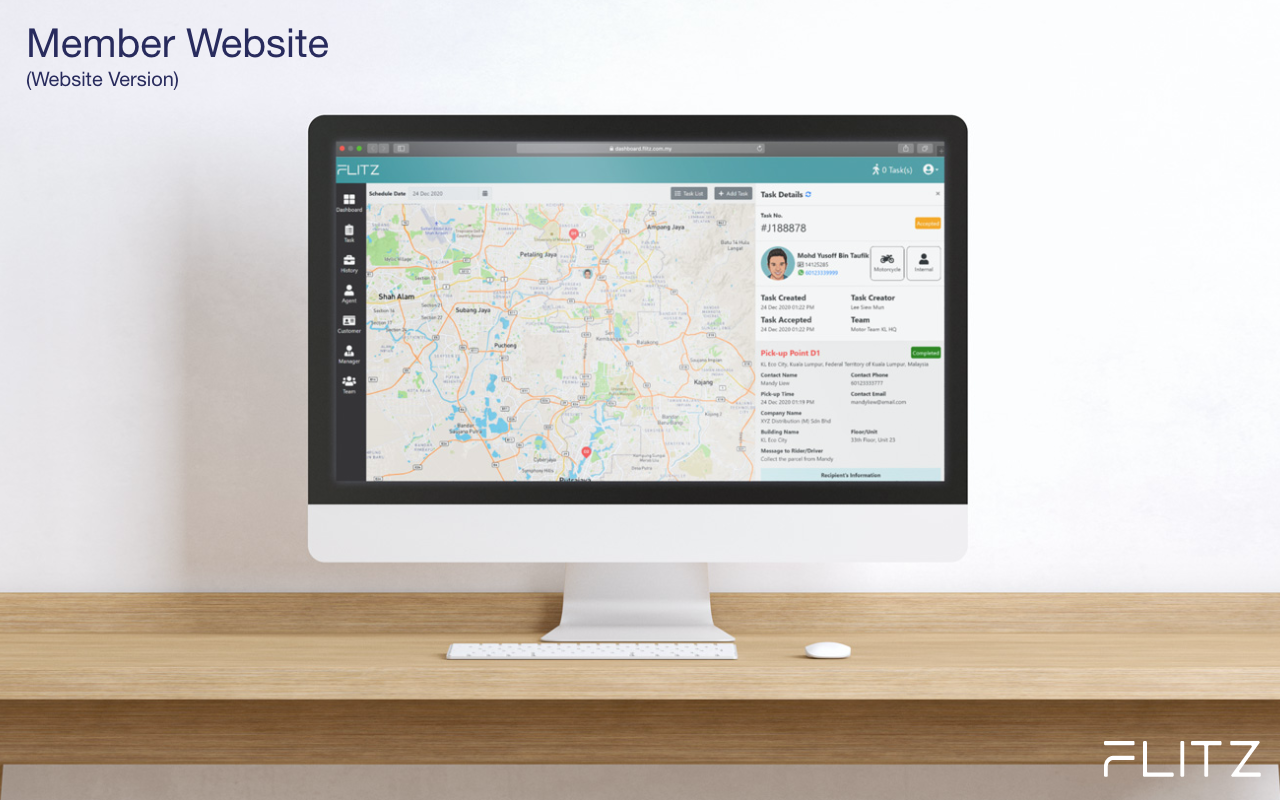 Member Website
(Website Version)
dashboard.flitz.com.my
FLITZ
0 Task(s)
Schedule Date 24 Dec 2020
Task List
Add Task
Dashboard
Task
History
Agent
Customer
Manager
Team
Petaling Jaya
Ampang Jaya
Shah Alam
Subang Jaya
Puchong
Kajang
Cyberjaya
Putrajaya
Task Details
Task No.
#J188878
Accepted
Mohd Yusoff Bin Taufik
14125285
60123339999
Motorcycle
Internal
Task Created
24 Dec 2020 01:22 PM
Task Creator
Lee Siew Mun
Task Accepted
24 Dec 2020 01:22 PM
Team
Motor Team KL HQ
Pick-up Point D1
Completed
KL Eco City, Kuala Lumpur, Federal Territory of Kuala Lumpur, Malaysia
Contact Name
Mandy Liew
Contact Phone
60123333777
Pick-up Time
24 Dec 2020 01:19 PM
Contact Email
mandyliew@email.com
Company Name
XYZ Distribution (M) Sdn Bhd
Building Name
KL Eco City
Floor/Unit
33th Floor, Unit 23
Message to Rider/Driver
Collect the parcel from Mandy
Recipient's Information
FLITZ